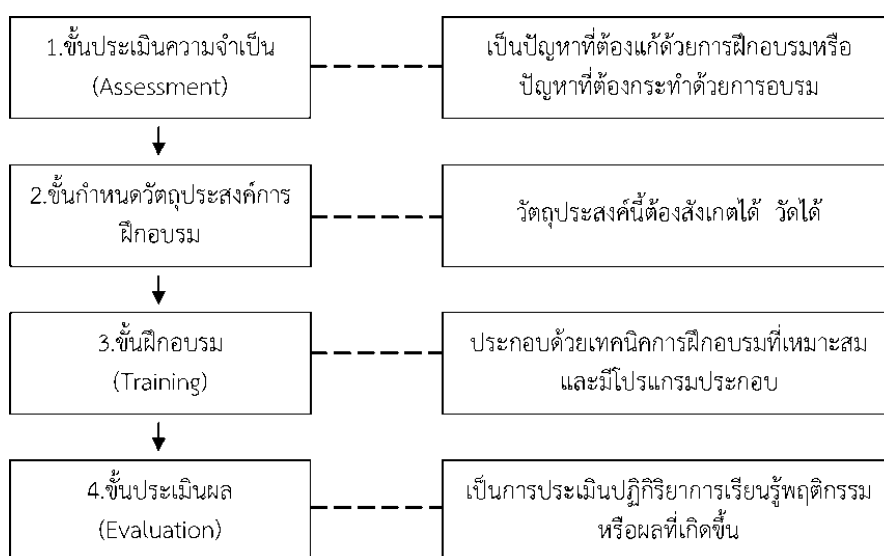 1.ขั้นประเมินความจำเป็น
(Assessment)
เป็นปัญหาที่ต้องแก้ด้วยการฝึกอบรมหรือ
ปัญหาที่ต้องกระทำด้วยการอบรม
2.ขั้นกำหนดวัตถุประสงค์การ
ฝึกอบรม
วัตถุประสงค์นี้ต้องสังเกตได้ วัดได้
3.ขั้นฝึกอบรม
(Training)
ประกอบด้วยเทคนิคการฝึกอบรมที่เหมาะสม
และมีโปรแกรมประกอบ
4.ขั้นประเมินผล
(Evaluation)
เป็นการประเมินปฏิกิริยาการเรียนรู้พฤติกรรม
หรือผลที่เกิดขึ้น